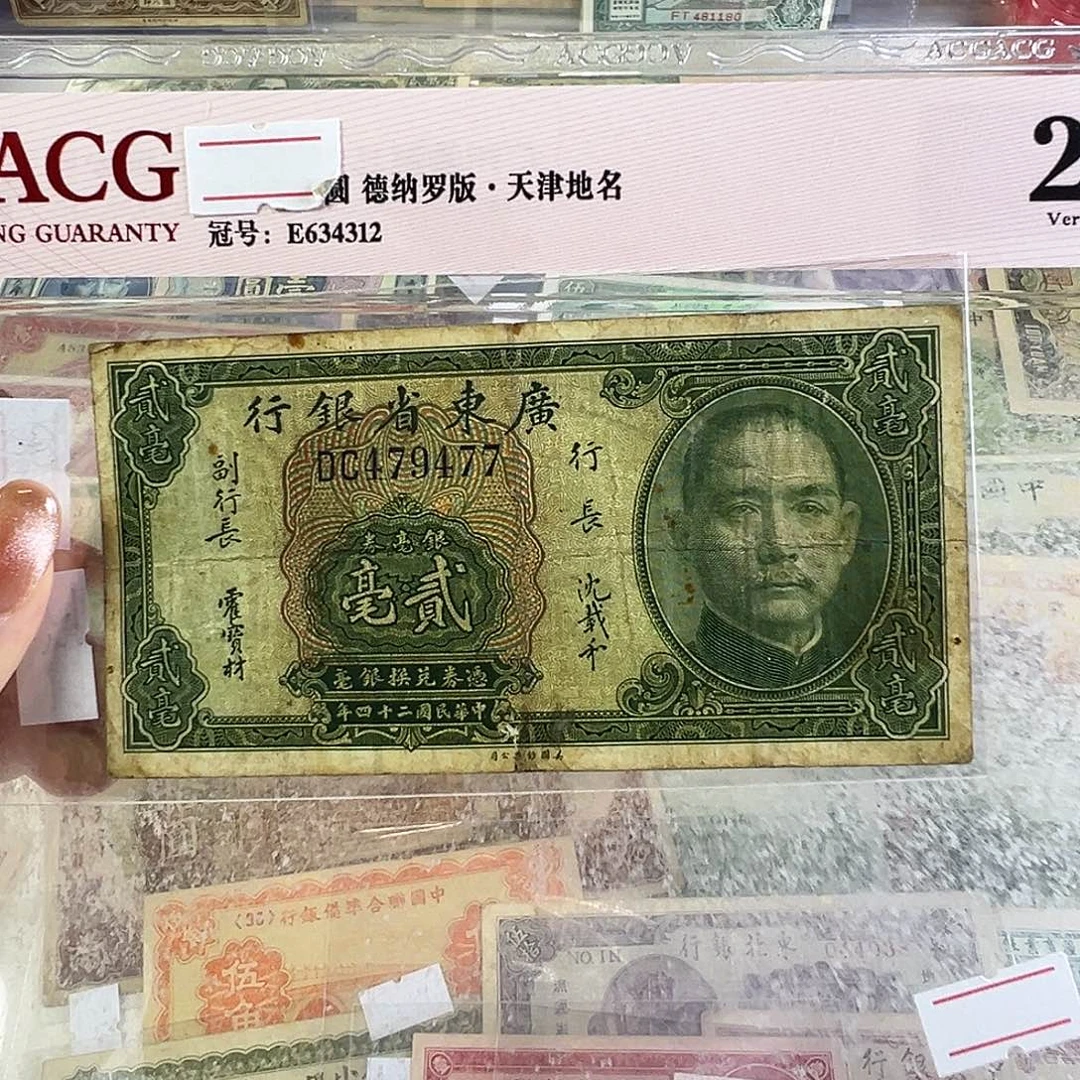 FT 481180
ACGACG
ACG
圆 德纳罗版·天津地名
NG GUARANTY
冠号：E634312
2
Ver
貳毫
貳毫
廣東省銀行
DC479477
行長
沈載和
副行長
霍寶材
銀毫券
貳毫
憑券兌換銀毫
中華民國二十四年
貳毫
貳毫
中國聯合準備銀行
伍角